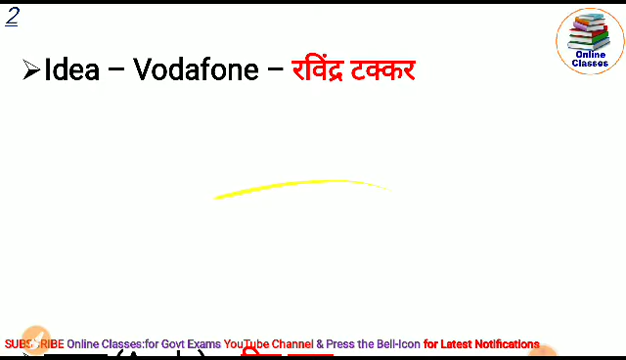 2
➢Idea – Vodafone – रविंद्र टक्कर
Online
Classes
SUBSCRIBE Online Classes:for Govt Exams YouTube Channel & Press the Bell-Icon for Latest Notifications